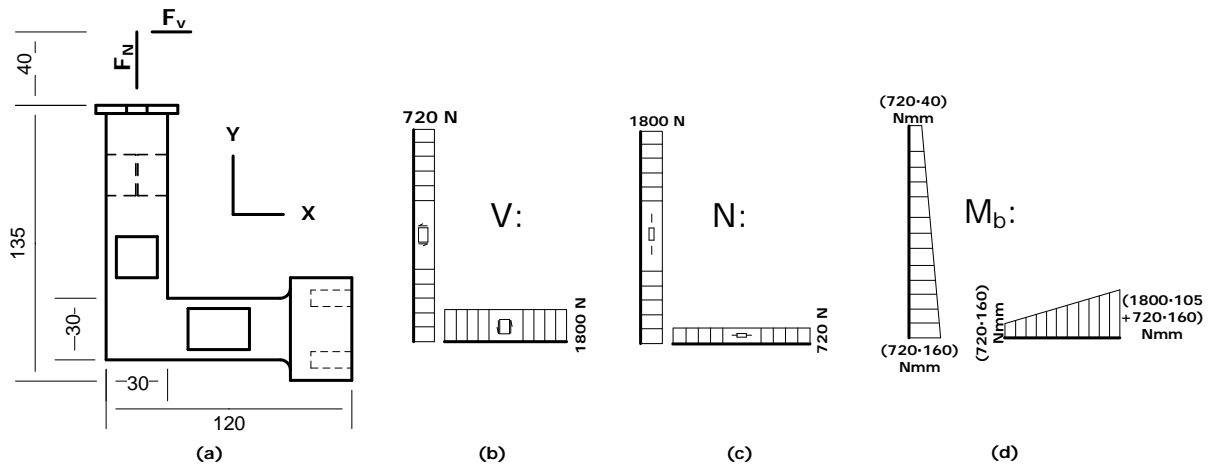 Fᵥ
F_N
40
135
30
30
120
Y
X
(a)
720 N
V:
1800 N
(b)
1800 N
N:
720 N
(c)
(720·40)
Nmm
M_b:
(720·160)
Nmm
(720·160)
Nmm
(1800·105
+720·160)
Nmm
(d)